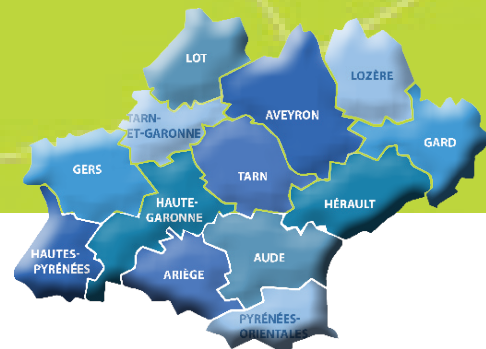 LOT
LOZÈRE
AVEYRON
TARN-
ET-GARONNE
GARD
GERS
TARN
HAUTE-
GARONNE
HÉRAULT
HAUTES-
PYRÉNÉES
AUDE
ARIÈGE
PYRÉNÉES-
ORIENTALES